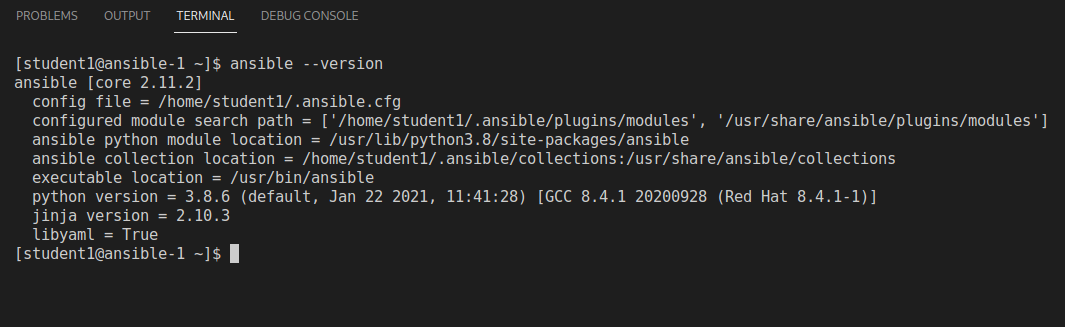 PROBLEMS OUTPUT TERMINAL DEBUG CONSOLE
[student1@ansible-1 ~]$ ansible --version
ansible [core 2.11.2]
  config file = /home/student1/.ansible.cfg
  configured module search path = ['/home/student1/.ansible/plugins/modules', '/usr/share/ansible/plugins/modules']
  ansible python module location = /usr/lib/python3.8/site-packages/ansible
  ansible collection location = /home/student1/.ansible/collections:/usr/share/ansible/collections
  executable location = /usr/bin/ansible
  python version = 3.8.6 (default, Jan 22 2021, 11:41:28) [GCC 8.4.1 20200928 (Red Hat 8.4.1-1)]
  jinja version = 2.10.3
  libyaml = True
[student1@ansible-1 ~]$